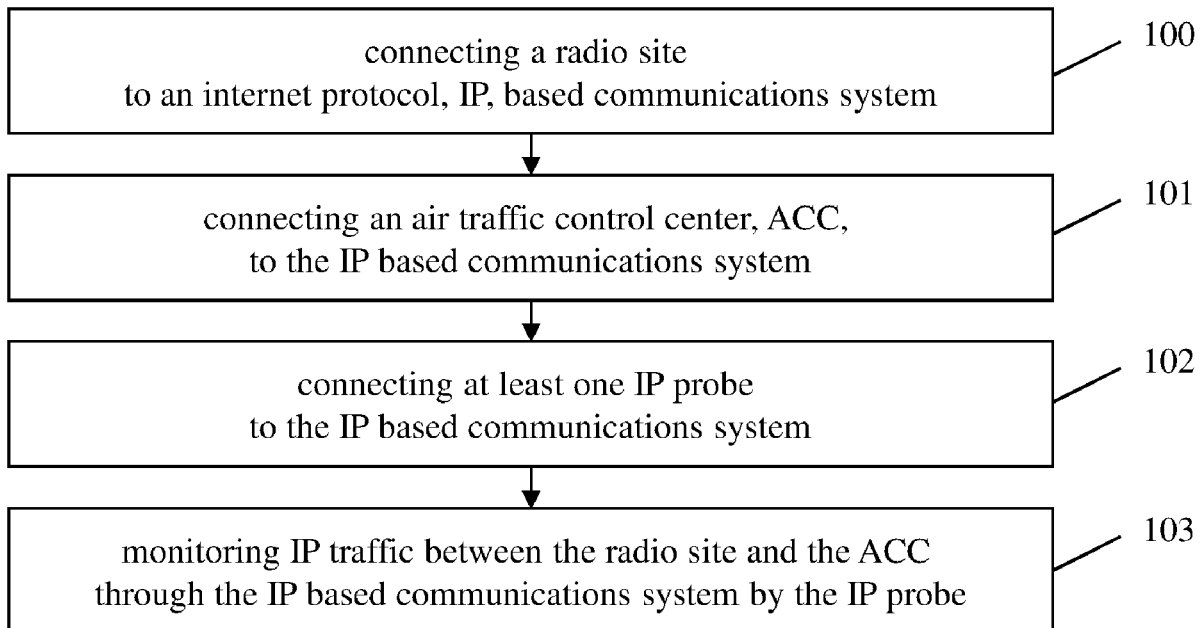 connecting a radio site
to an internet protocol, IP, based communications system
100
connecting an air traffic control center, ACC,
to the IP based communications system
101
connecting at least one IP probe
to the IP based communications system
102
monitoring IP traffic between the radio site and the ACC
through the IP based communications system by the IP probe
103